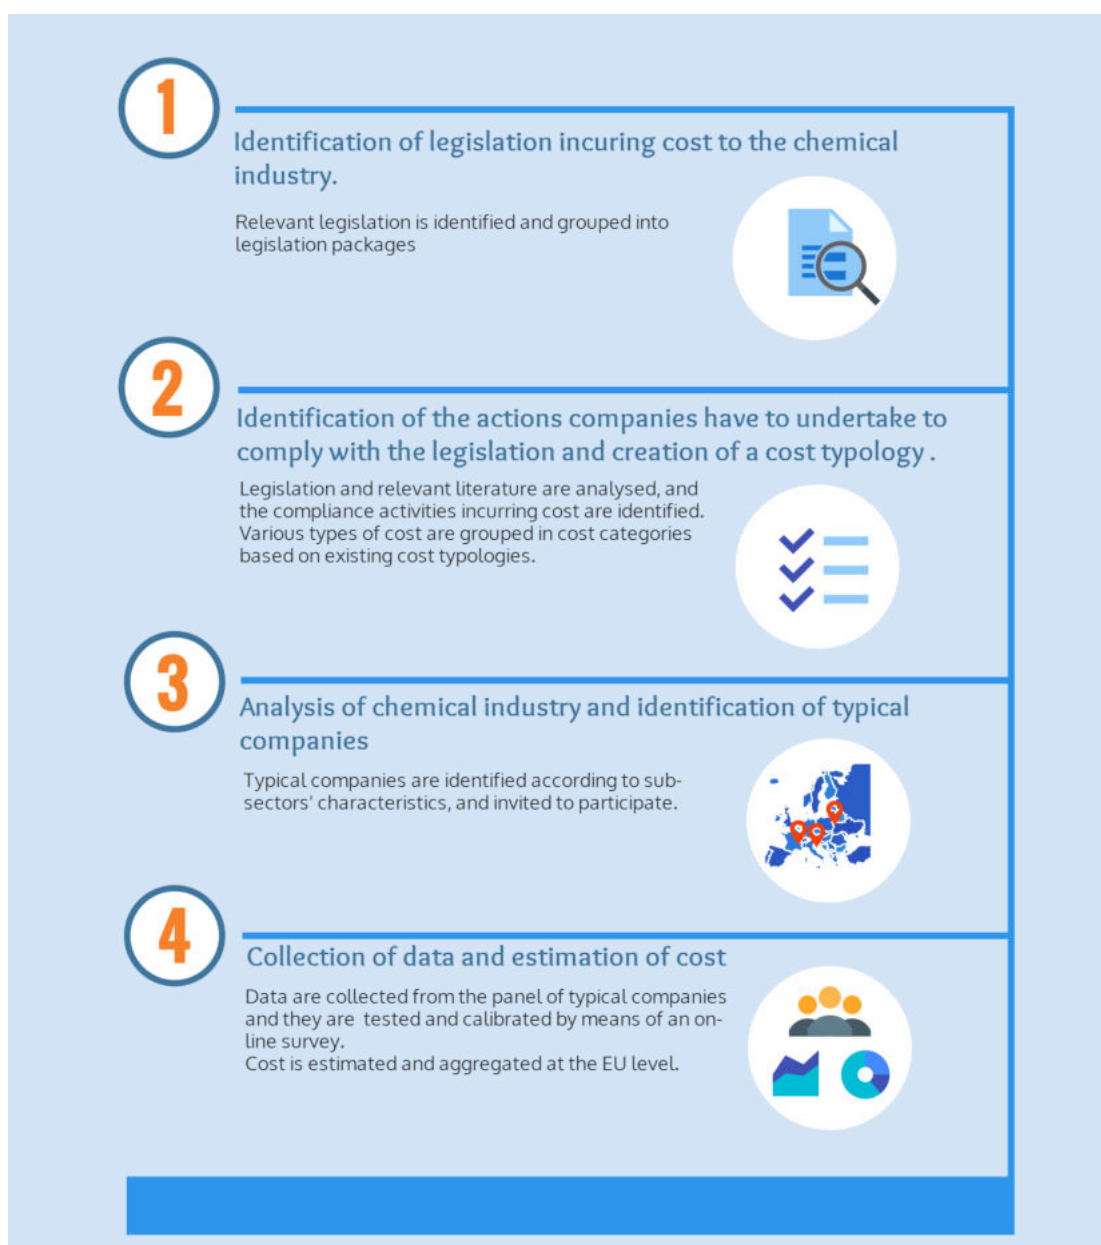 1
Identification of legislation incuring cost to the chemical
industry.
Relevant legislation is identified and grouped into
legislation packages
2
Identification of the actions companies have to undertake to
comply with the legislation and creation of a cost typology .
Legislation and relevant literature are analysed, and
the compliance activities incurring cost are identified.
Various types of cost are grouped in cost categories
based on existing cost typologies.
3
Analysis of chemical industry and identification of typical
companies
Typical companies are identified according to sub-
sectors' characteristics, and invited to participate.
4
Collection of data and estimation of cost
Data are collected from the panel of typical companies
and they are tested and calibrated by means of an on-
line survey.
Cost is estimated and aggregated at the EU level.